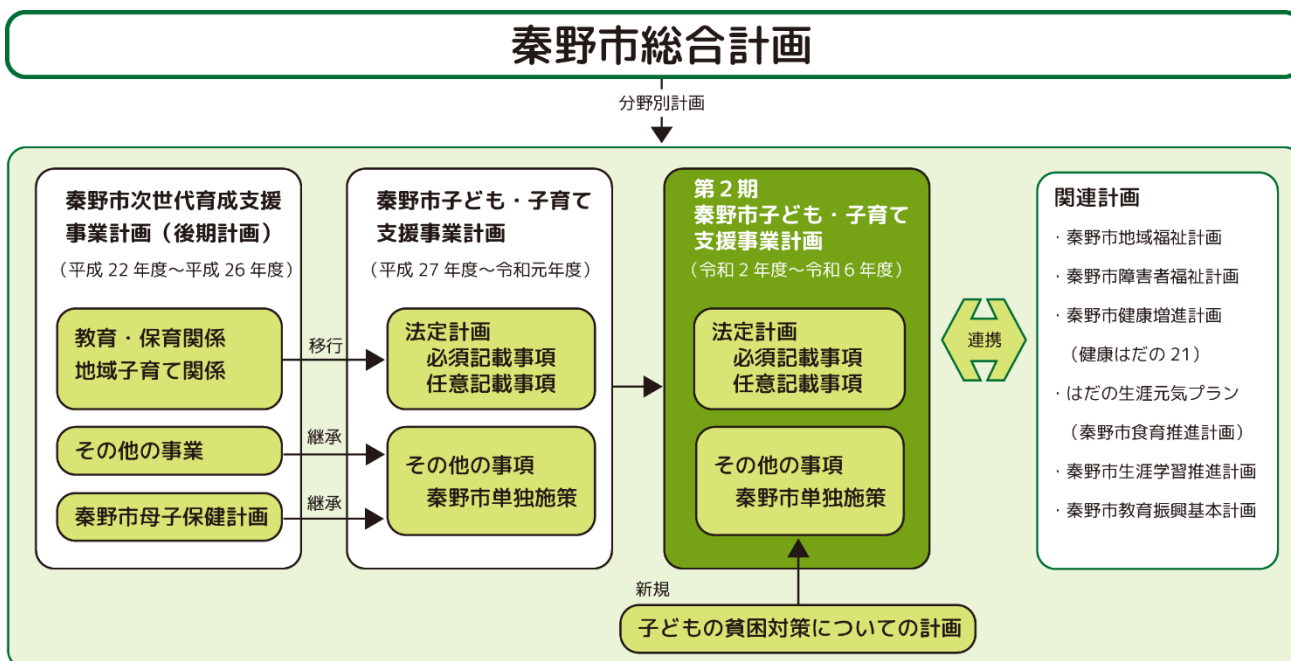 秦野市総合計画
分野別計画
秦野市次世代育成支援
事業計画（後期計画）
（平成 22 年度～平成 26 年度）
教育・保育関係
地域子育て関係
その他の事業
秦野市母子保健計画
移行
継承
継承
秦野市子ども・子育て
支援事業計画
（平成 27 年度～令和元年度）
法定計画
必須記載事項
任意記載事項
その他の事項
秦野市単独施策
第２期
秦野市子ども・子育て
支援事業計画
（令和 2 年度～令和 6 年度）
法定計画
必須記載事項
任意記載事項
その他の事項
秦野市単独施策
新規
子どもの貧困対策についての計画
連携
関連計画
・秦野市地域福祉計画
・秦野市障害者福祉計画
・秦野市健康増進計画
（健康はだの 21）
・はだの生涯元気プラン
（秦野市食育推進計画）
・秦野市生涯学習推進計画
・秦野市教育振興基本計画